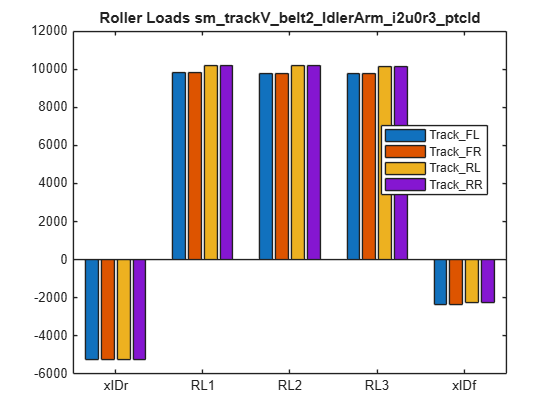 Roller Loads sm_trackV_belt2_IdlerArm_i2u0r3_ptcld
12000
10000
8000
6000
4000
2000
0
-2000
-4000
-6000
Track_FL
Track_FR
Track_RL
Track_RR
xIDr RL1 RL2 RL3 xIDf